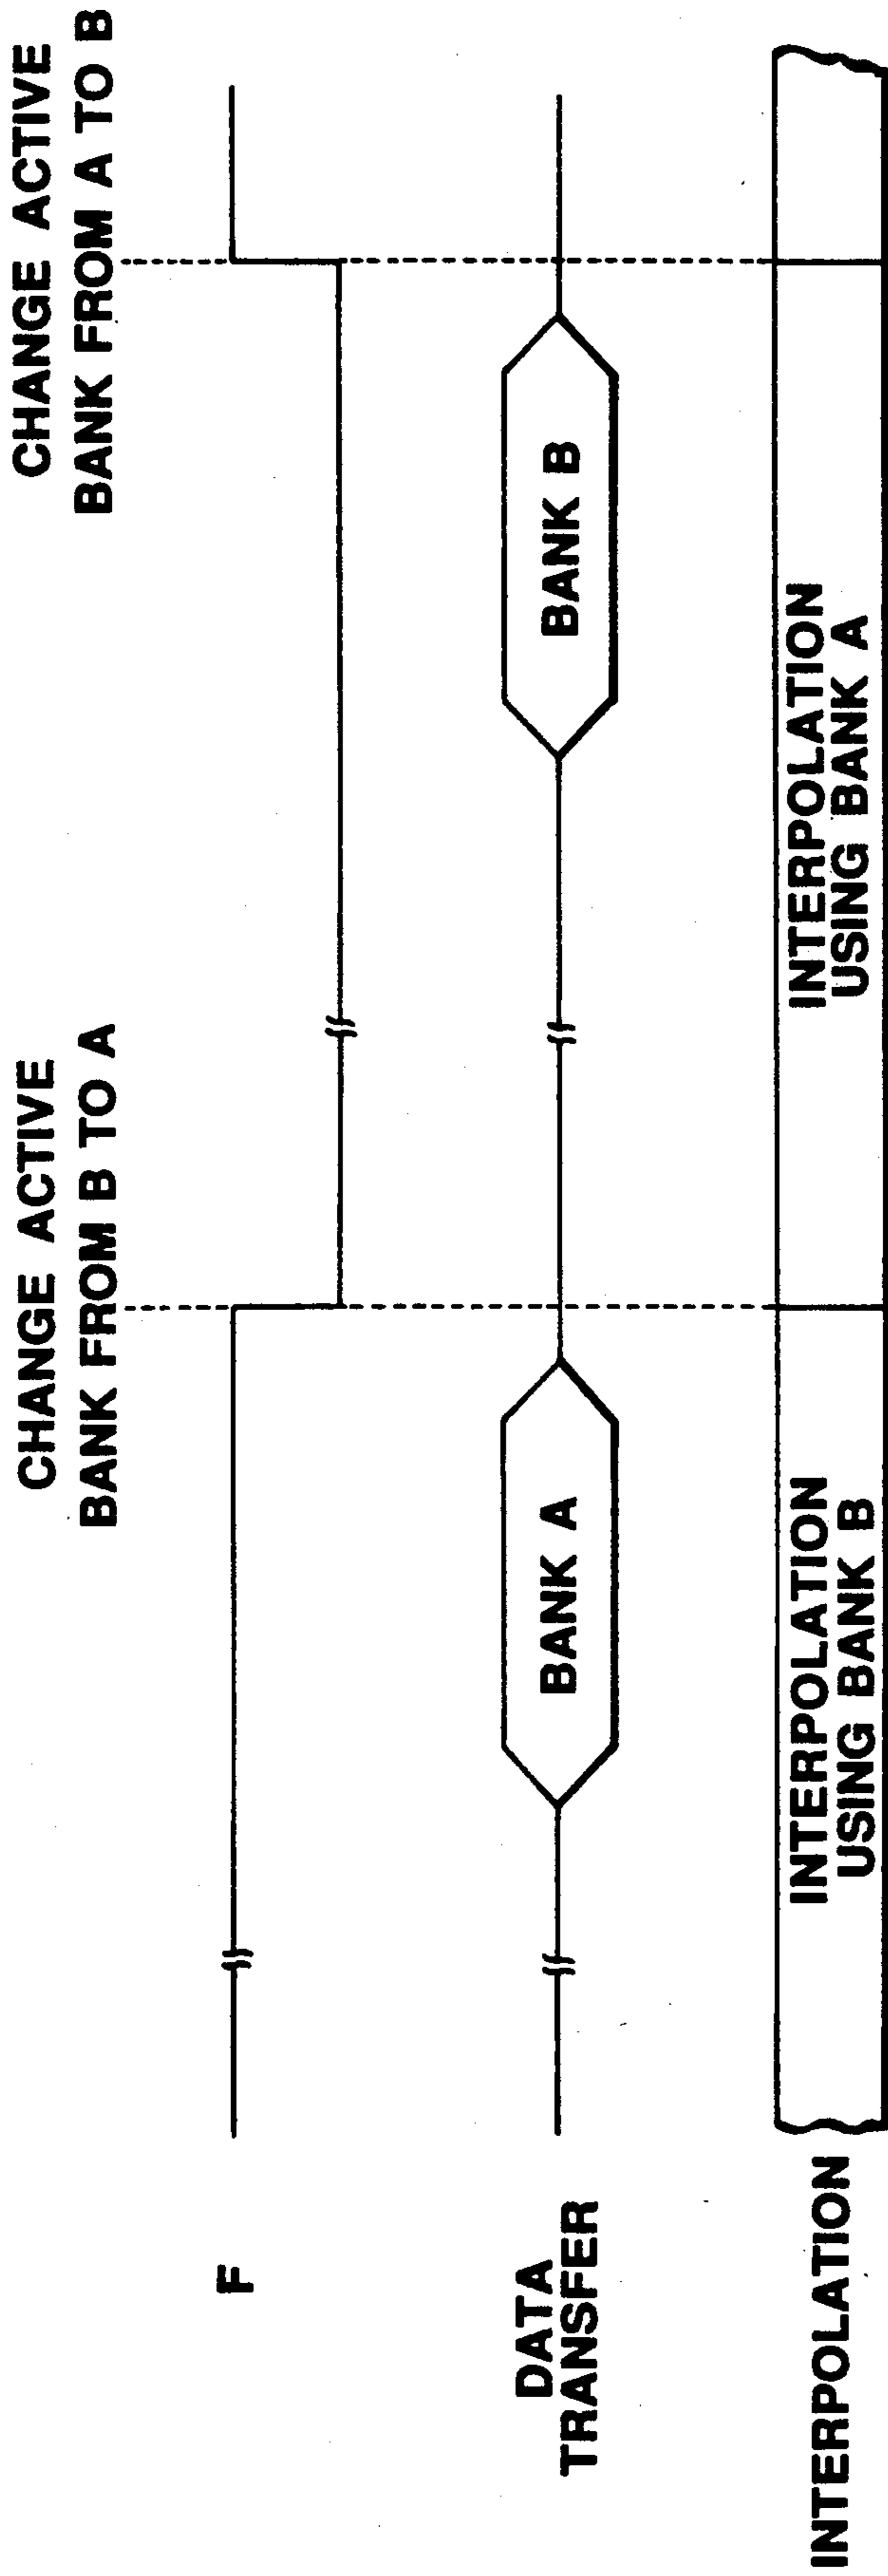 CHANGE ACTIVE
BANK FROM B TO A
CHANGE ACTIVE
BANK FROM A TO B
F
DATA
TRANSFER
BANK A
BANK B
INTERPOLATION
INTERPOLATION
USING BANK B
INTERPOLATION
USING BANK A